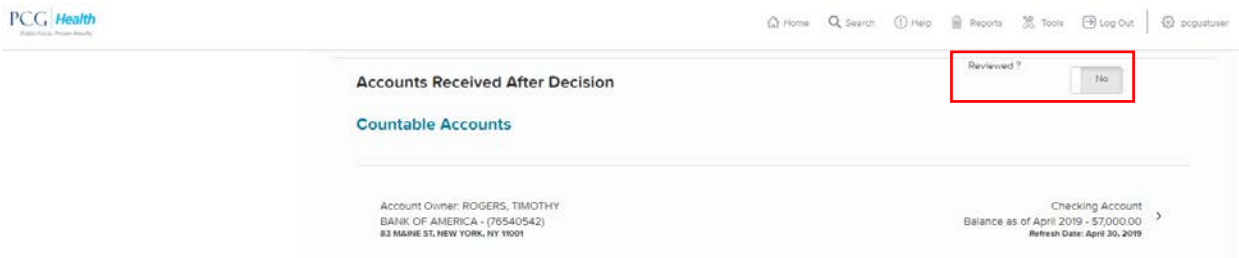 PCG Health
Public Focus. Proven Results.
Home Search Help Reports Tools Log Out pcguatuser
Accounts Received After Decision
Reviewed ?
No
Countable Accounts
Account Owner: ROGERS, TIMOTHY
BANK OF AMERICA - (76540542)
83 MAINE ST, NEW YORK, NY 11001
Checking Account
Balance as of April 2019 - $7,000.00
Refresh Date: April 30, 2019